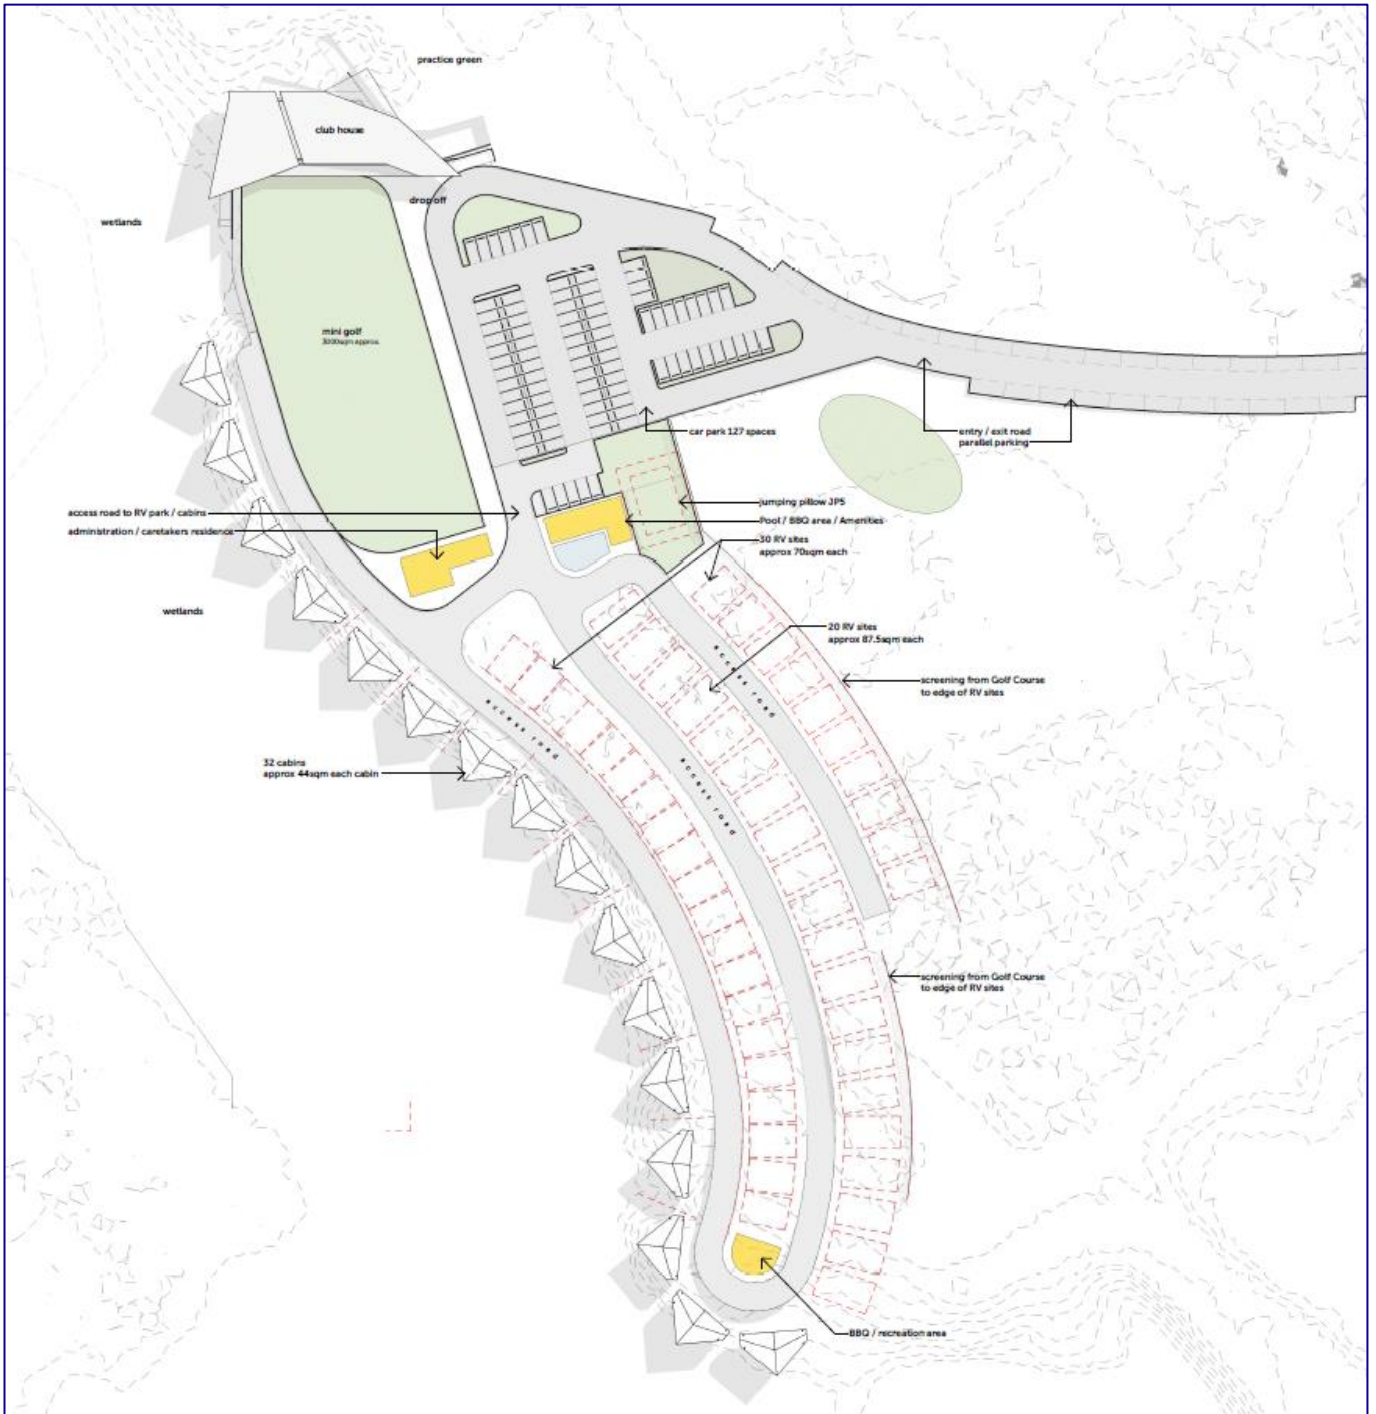 practice green
club house
drop off
wetlands
mini golf
3000sqm approx.
car park 127 spaces
entry / exit road
parallel parking
jumping pillow JP5
access road to RV park / cabins
Pool / BBQ area / Amenities
administration / caretakers residence
30 RV sites
approx 70sqm each
wetlands
20 RV sites
approx 87.5sqm each
access road
screening from Golf Course
to edge of RV sites
access road
32 cabins
approx 44sqm each cabin
access road
screening from Golf Course
to edge of RV sites
BBQ / recreation area